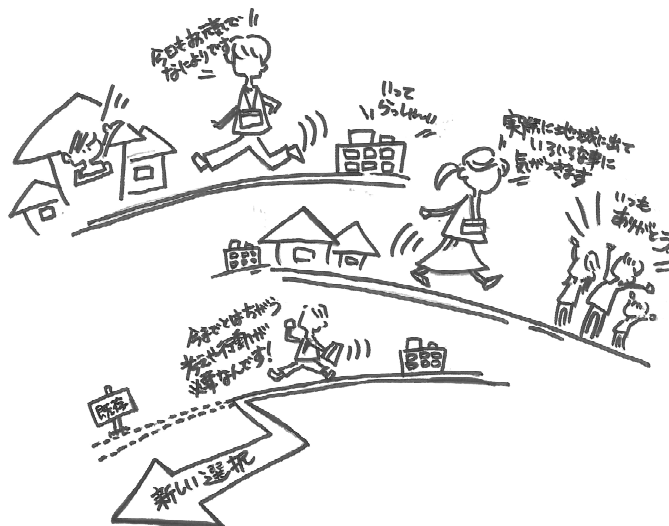 今日もお元気で
なによりです
いって
らっしゃーい
実際に地域に出て
いろいろな事に
気がつきます
いつも
ありがとう
今までとはちがう
考えや行動が
必要なんです!
既存
新しい選択